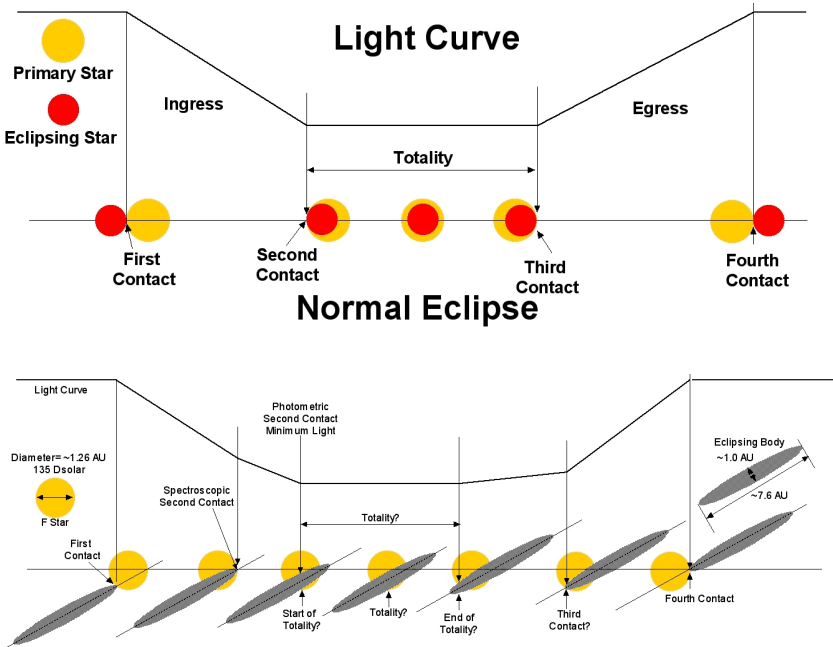 Light Curve
Primary Star
Ingress
Egress
Eclipsing Star
Totality
First
Contact
Second
Contact
Third
Contact
Fourth
Contact
Normal Eclipse
Light Curve
Photometric
Second Contact
Minimum Light
Eclipsing Body
~1.0 AU
~7.6 AU
Diameter= ~1.26 AU
135 Dsolar
F Star
Spectroscopic
Second Contact
Totality?
First
Contact
Start of
Totality?
Totality?
End of
Totality?
Third
Contact?
Fourth Contact